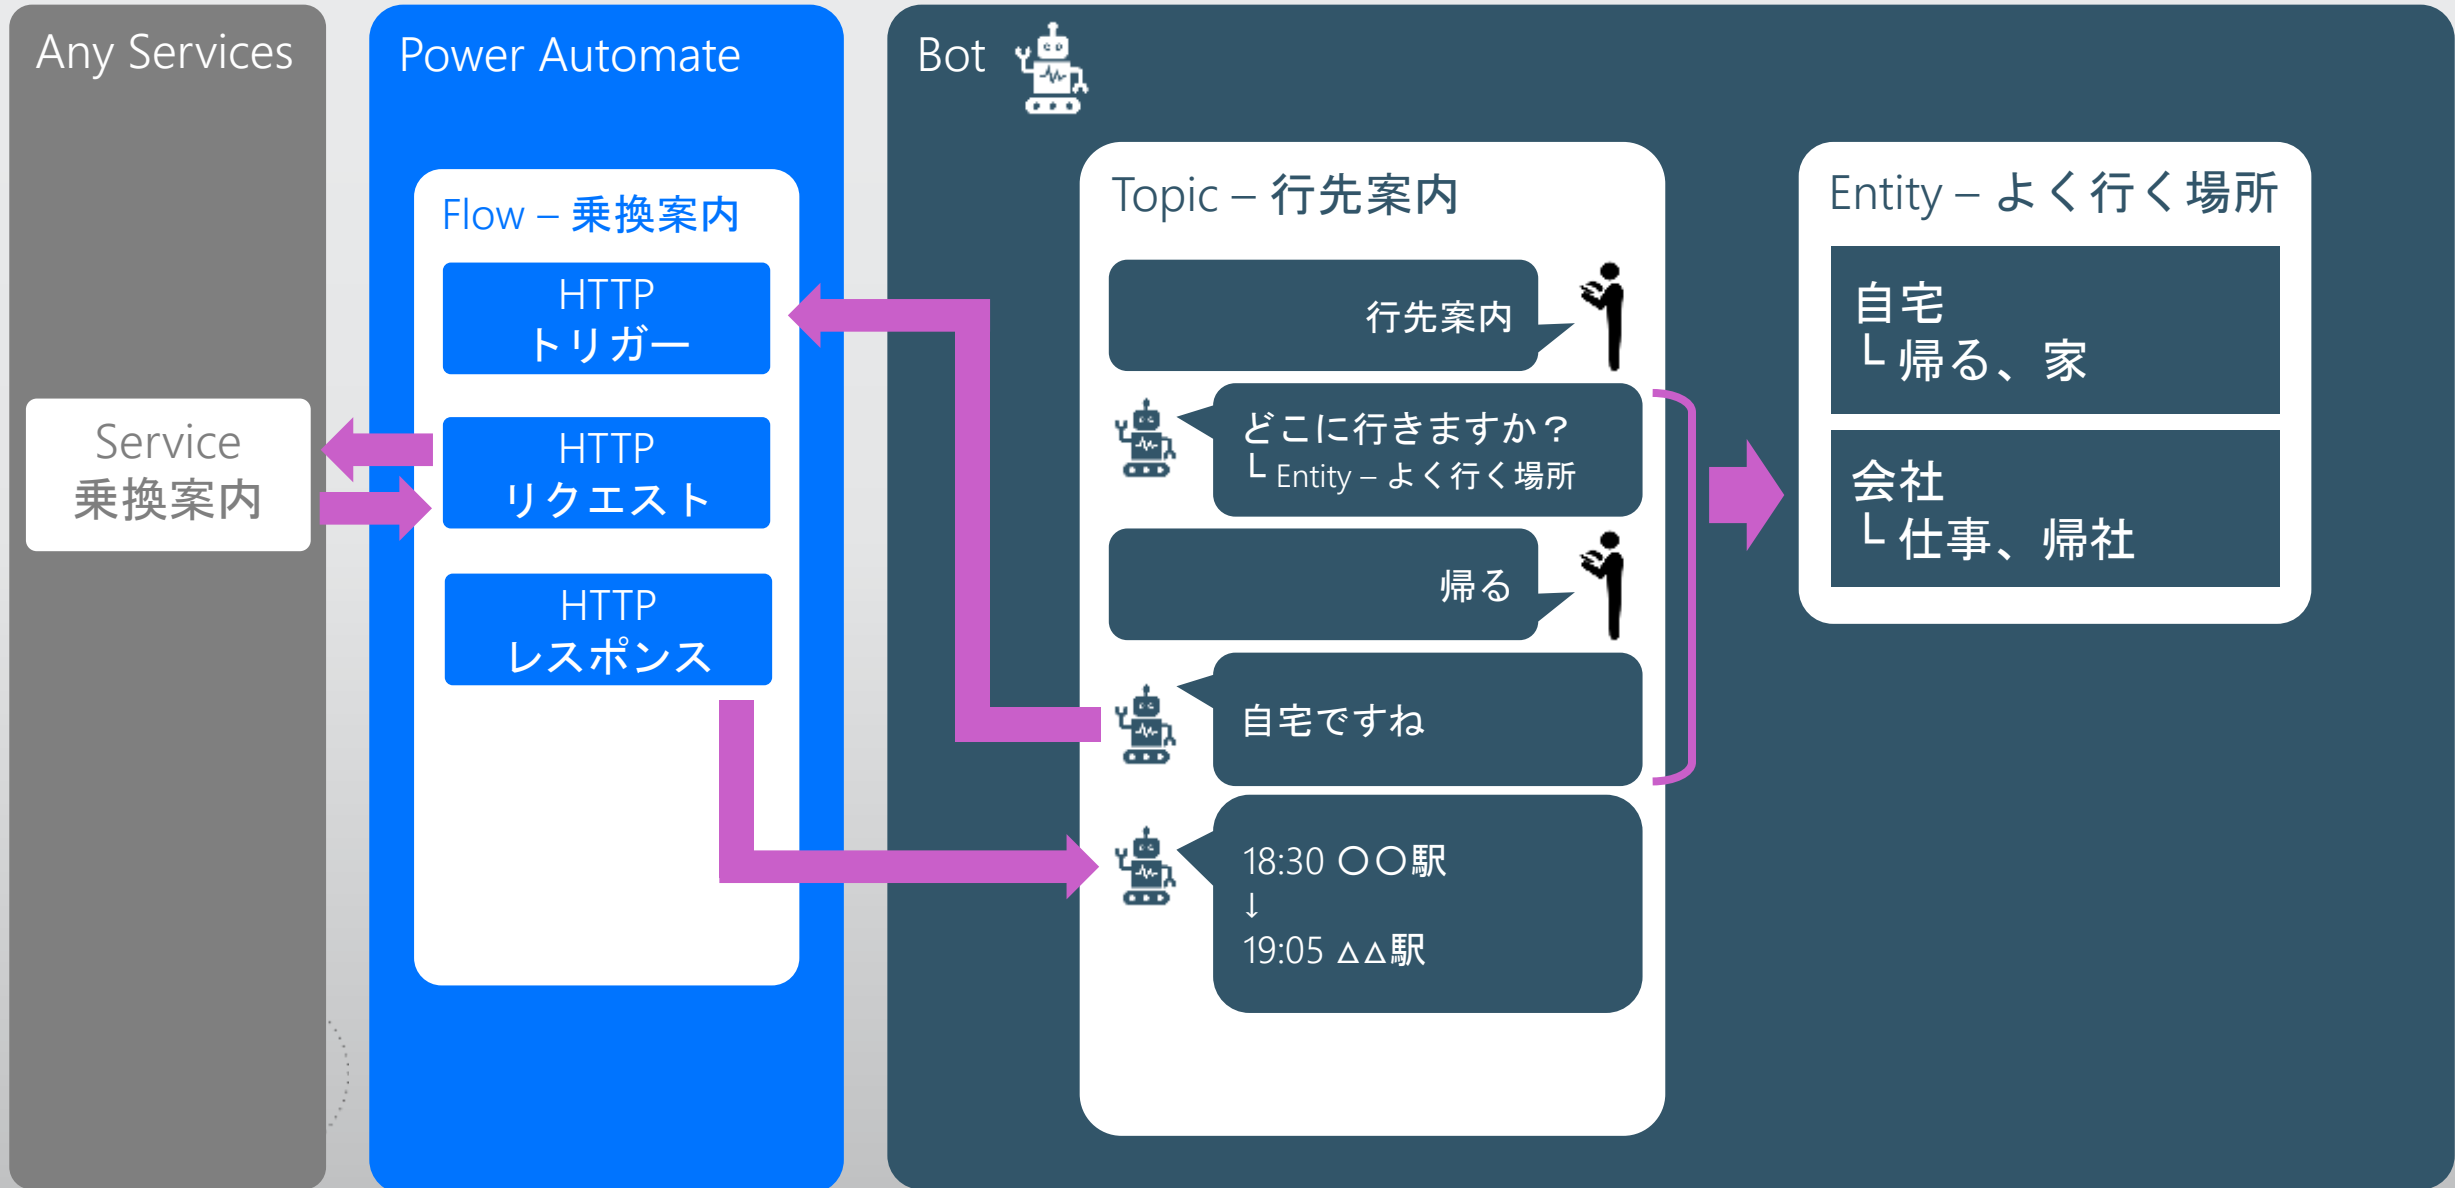 Any Services
Service
乗換案内
Power Automate
Flow – 乗換案内
HTTP
トリガー
HTTP
リクエスト
HTTP
レスポンス
Bot
Topic – 行先案内
行先案内
どこに行きますか？
└ Entity – よく行く場所
帰る
自宅ですね
18:30 〇〇駅
↓
19:05 △△駅
Entity – よく行く場所
自宅
└ 帰る、家
会社
└ 仕事、帰社